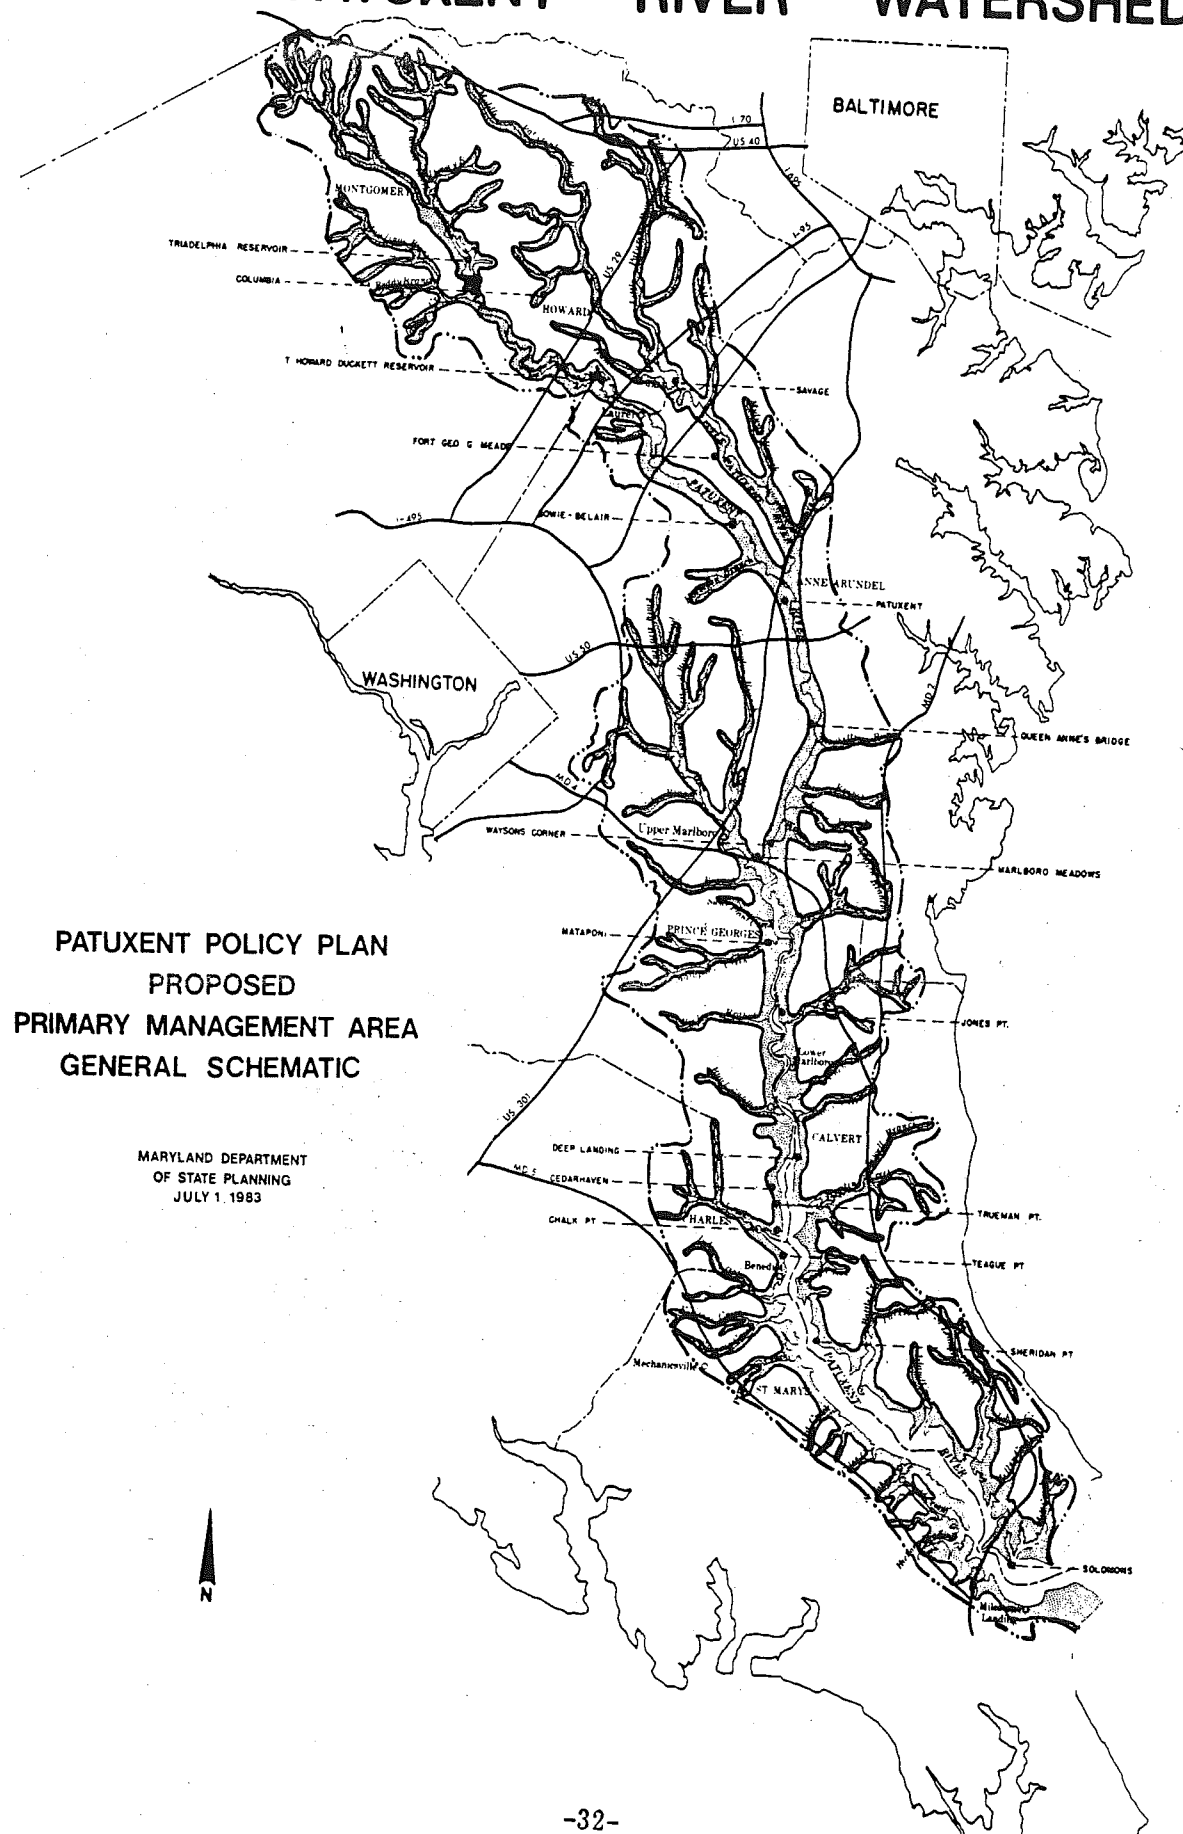 RIVER WATERSHED
BALTIMORE
I 70
US 40
I-695
I-95
MONTGOMERY
TRIADELPHIA RESERVOIR
COLUMBIA
US 29
HOWARD
T HOWARD DUCKETT RESERVOIR
SAVAGE
Laurel
FORT GEO G MEADE
PATUXENT
BOWIE-BELAIR
I-495
ANNE ARUNDEL
PATUXENT
US 50
WASHINGTON
MD 2
QUEEN ANNE'S BRIDGE
MD 4
WAYSONS CORNER
Upper Marlboro
MARLBORO MEADOWS
MATAPONI
PRINCE GEORGES
PATUXENT POLICY PLAN
PROPOSED
PRIMARY MANAGEMENT AREA
GENERAL SCHEMATIC
JONES PT.
Lower
Marlboro
US 301
CALVERT
DEEP LANDING
MARYLAND DEPARTMENT
OF STATE PLANNING
JULY 1, 1983
MD 5
CEDARHAVEN
CHALK PT
CHARLES
TRUEMAN PT.
TEAGUE PT
Benedict
SHERIDAN PT
Mechanicsville
PATUXENT
ST MARYS
RIVER
N
SOLOMONS
Landing
-32-